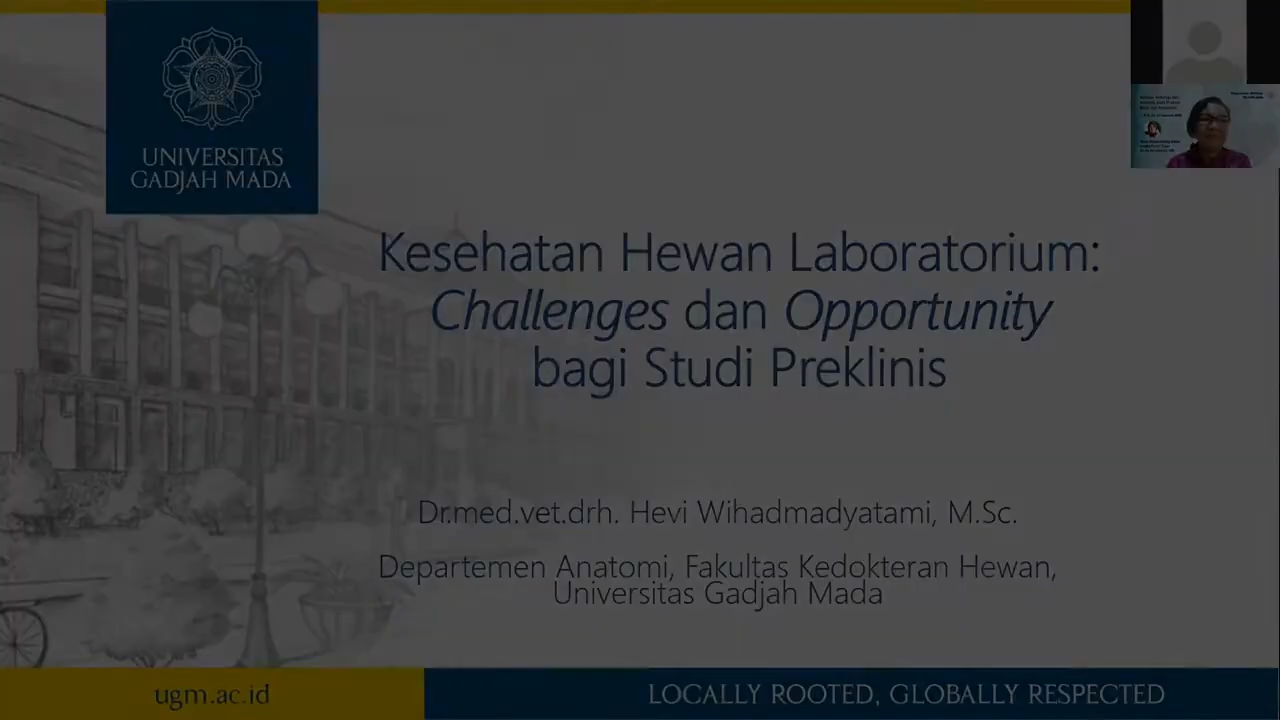 UNIVERSITAS
GADJAH MADA
Kesehatan Hewan Laboratorium:
Challenges dan Opportunity
bagi Studi Preklinis
Dr.med.vet.drh. Hevi Wihadmadyatami, M.Sc.
Departemen Anatomi, Fakultas Kedokteran Hewan,
Universitas Gadjah Mada
ugm.ac.id
LOCALLY ROOTED, GLOBALLY RESPECTED